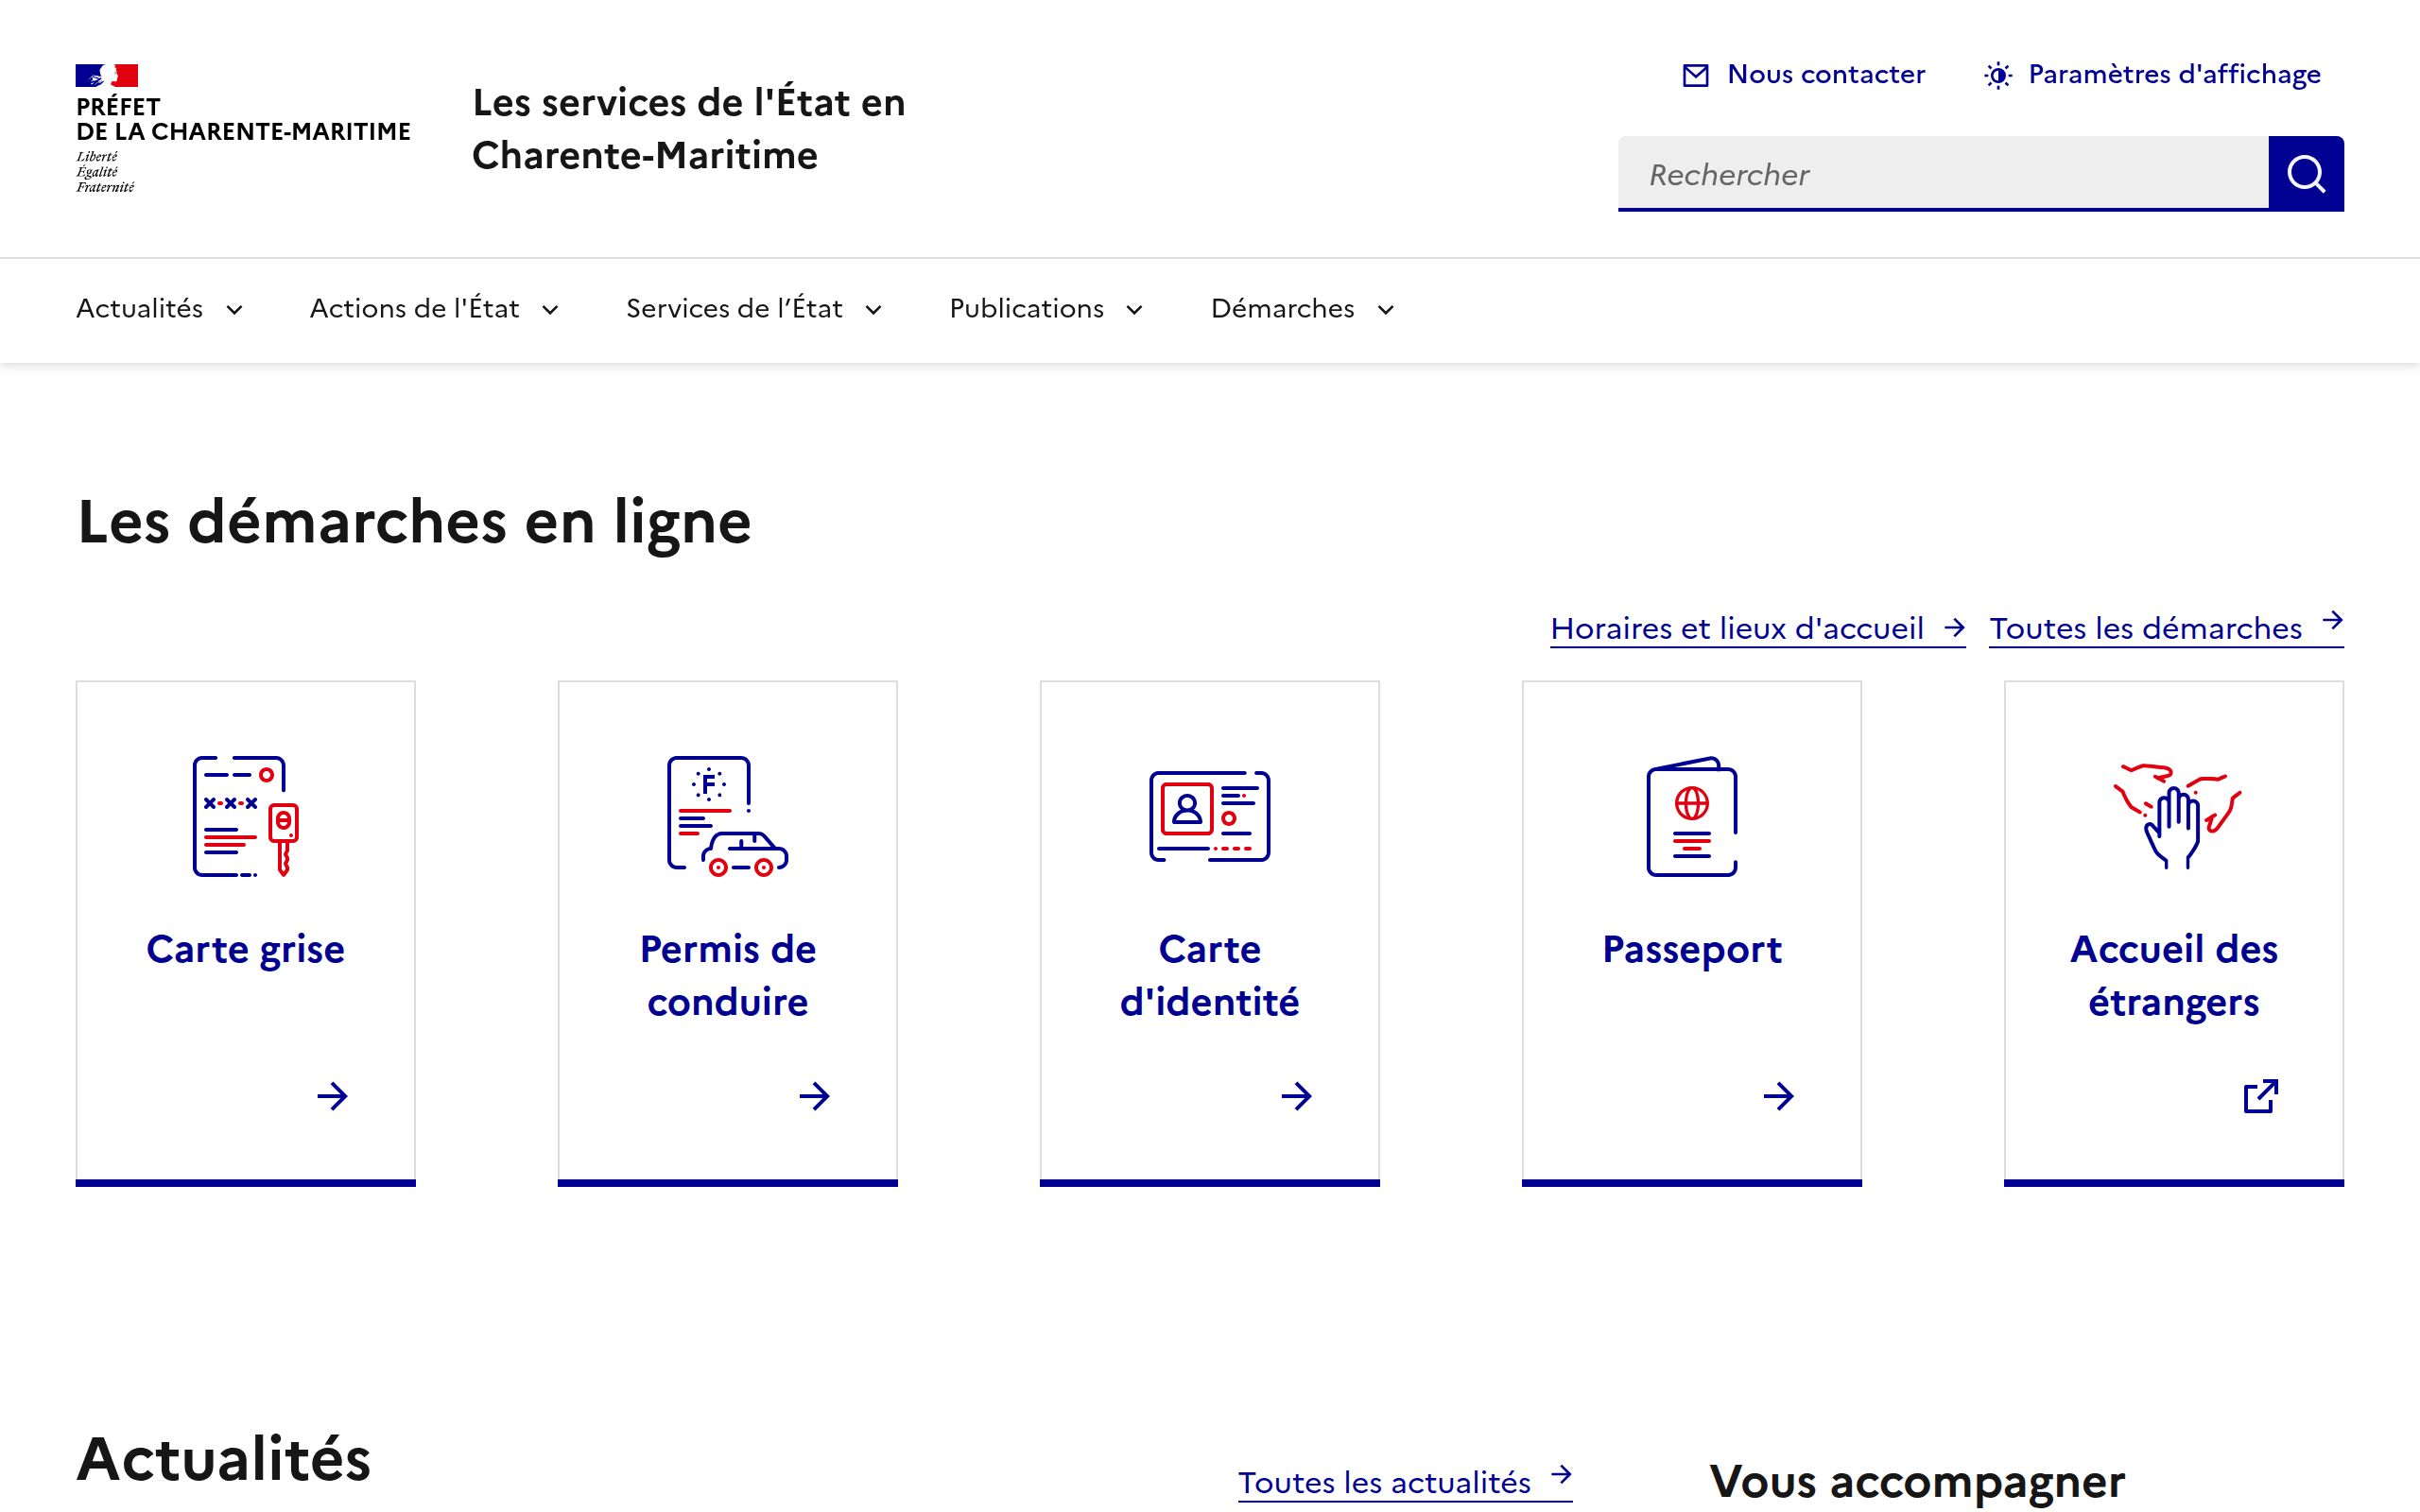 PRÉFET
DE LA CHARENTE-MARITIME
Liberté
Égalité
Fraternité
Les services de l'État en
Charente-Maritime
Nous contacter
Paramètres d'affichage
Rechercher
Actualités
Actions de l'État
Services de l’État
Publications
Démarches
Les démarches en ligne
Horaires et lieux d'accueil
Toutes les démarches
Carte grise
Permis de
conduire
Carte
d'identité
Passeport
Accueil des
étrangers
Actualités
Toutes les actualités
Vous accompagner